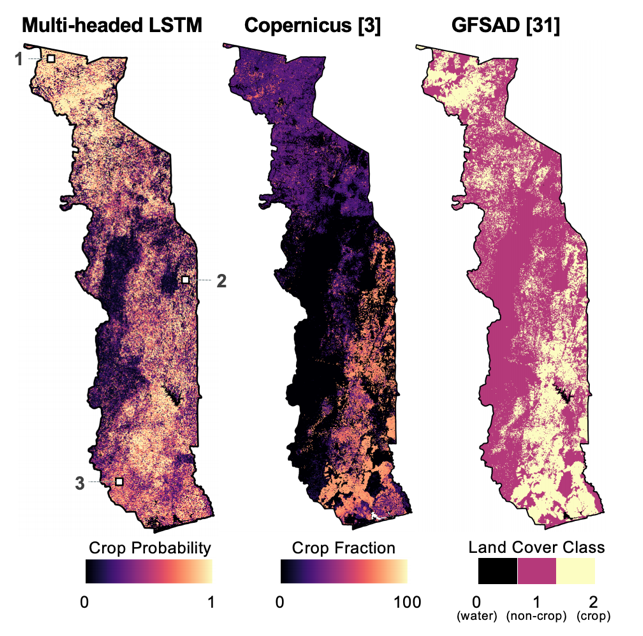 Multi-headed LSTM Copernicus [3] GFSAD [31]
1
2
3
Crop Probability Crop Fraction Land Cover Class
0 1 0 100 0 1 2
(water) (non-crop) (crop)